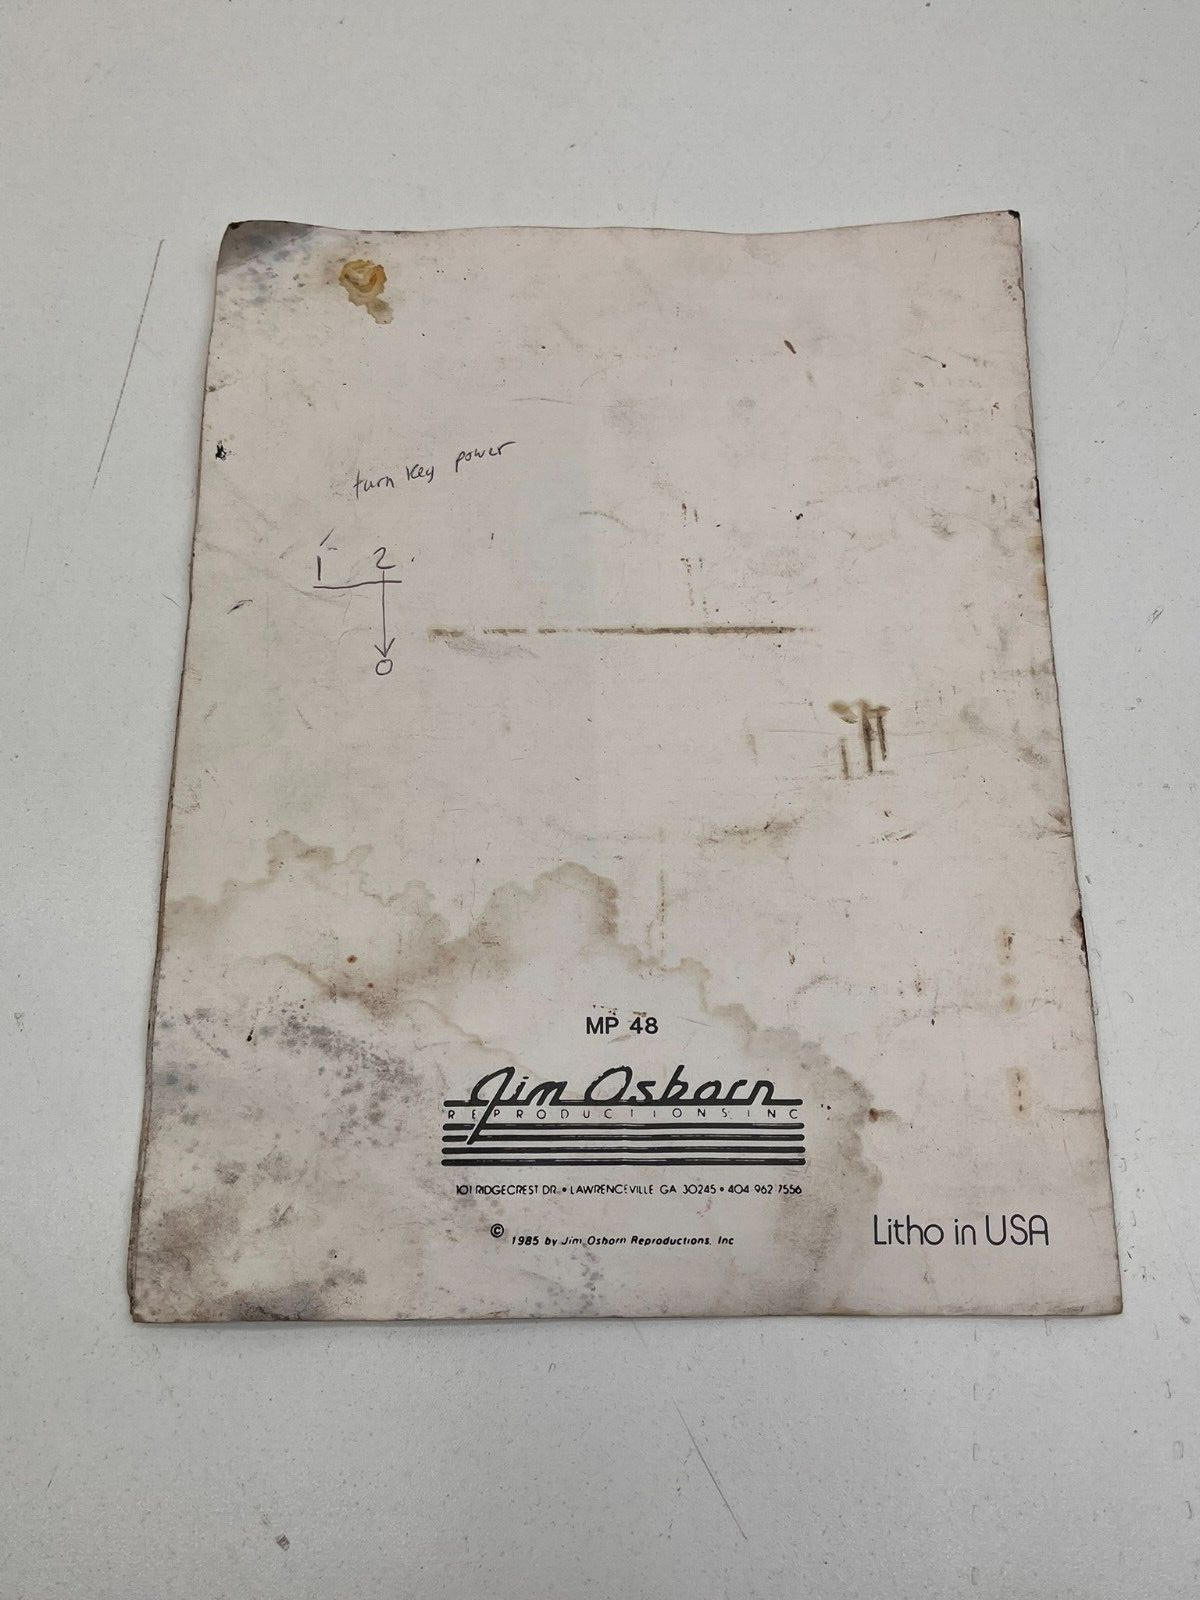 turn key power
1 2
0
MP 48
Jim Osborn
REPRODUCTIONS, INC
101 RIDGECREST DR • LAWRENCEVILLE GA 30245 • 404 962 7556
© 1985 by Jim Osborn Reproductions, Inc
Litho in USA